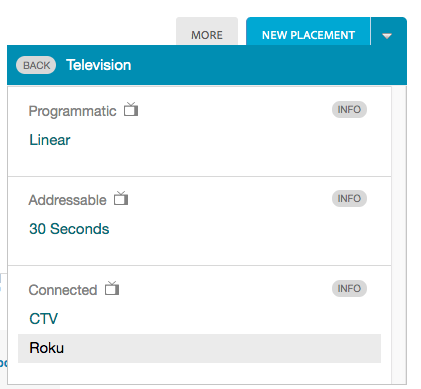 MORE NEW PLACEMENT
BACK Television
Programmatic INFO
Linear
Addressable INFO
30 Seconds
Connected INFO
CTV
Roku